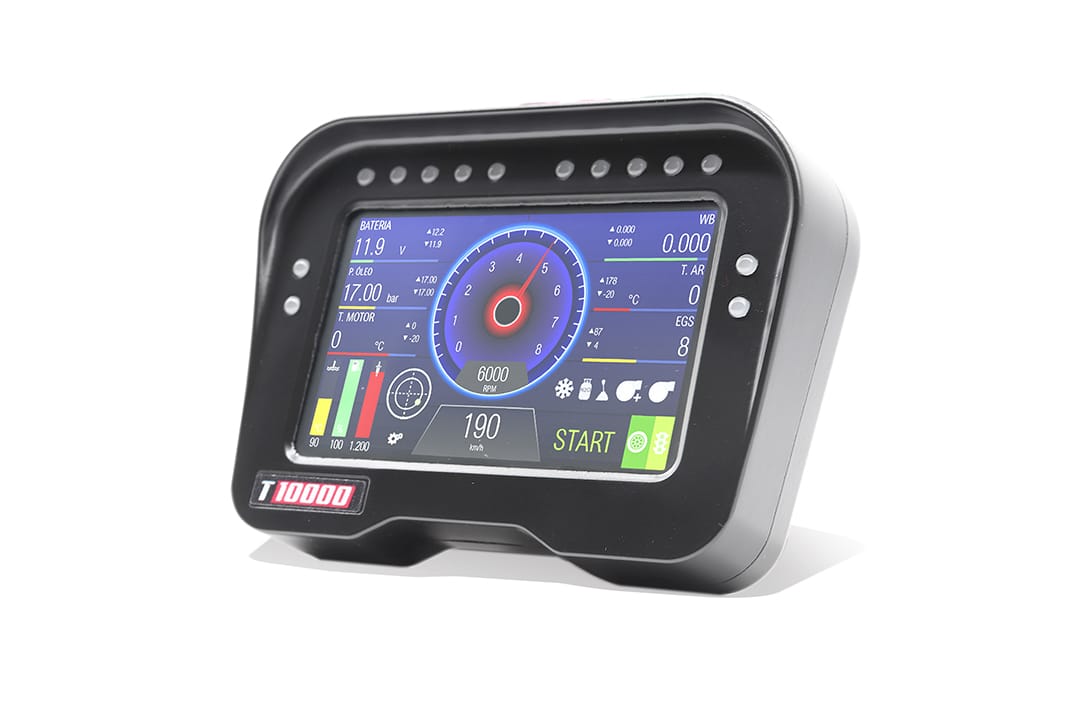 BATERIA
▲12.2
▼11.9
11.9 V
P. ÓLEO
▲17.00
▼17.00
17.00 bar
T. MOTOR
▲0
▼-20
0 °C
90 100 1.200
0 1 2 3 4 5 6 7 8
6000
RPM
190
km/h
WB
▲0.000
▼0.000
0.000
T. AR
▲178
▼-20
°C 0
EGS
▲87
▼4
8
START
T10000